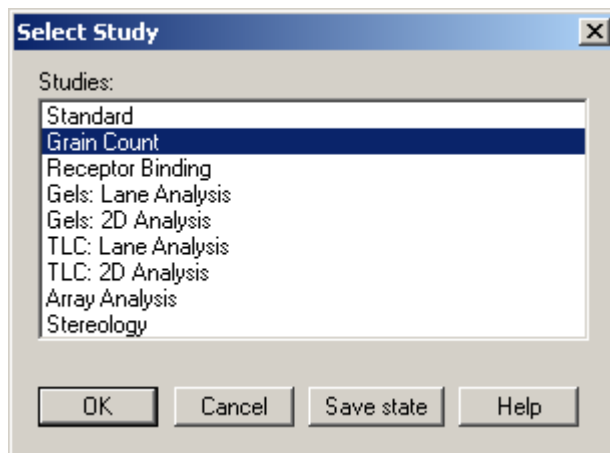 Select Study
Studies:
Standard
Grain Count
Receptor Binding
Gels: Lane Analysis
Gels: 2D Analysis
TLC: Lane Analysis
TLC: 2D Analysis
Array Analysis
Stereology
OK Cancel Save state Help